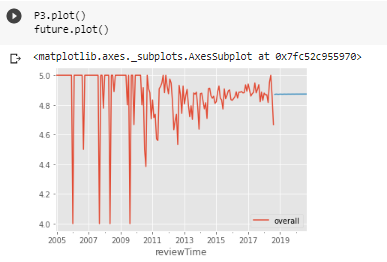 P3.plot()
future.plot()
<matplotlib.axes._subplots.AxesSubplot at 0x7fc52c955970>
5.0
4.8
4.6
4.4
4.2
4.0
overall
2005 2007 2009 2011 2013 2015 2017 2019
reviewTime